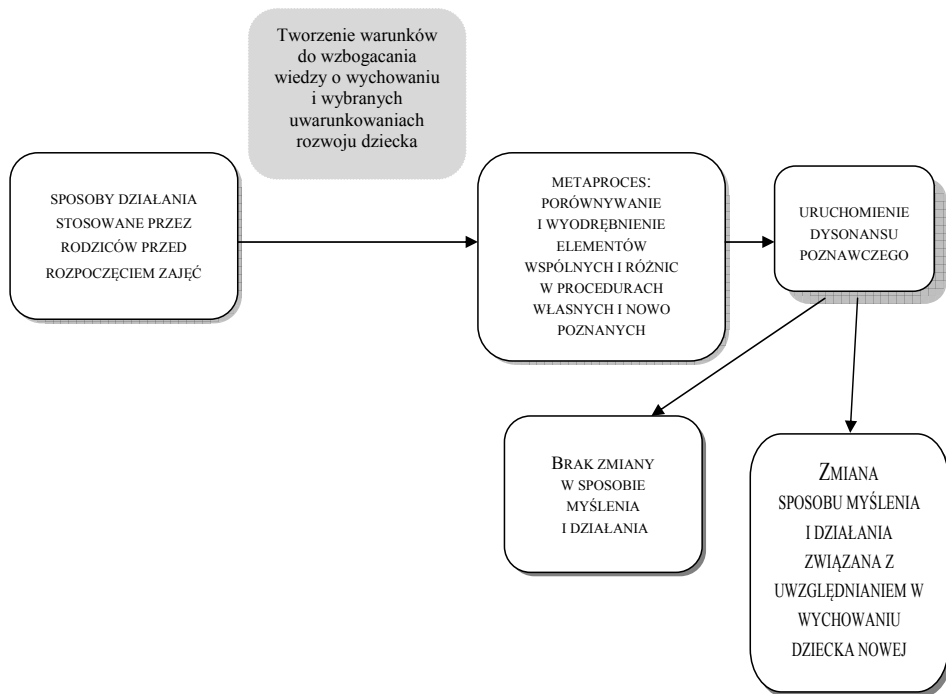 Tworzenie warunków
do wzbogacania
wiedzy o wychowaniu
i wybranych
uwarunkowaniach
rozwoju dziecka
SPOSOBY DZIAŁANIA
STOSOWANE PRZEZ
RODZICÓW PRZED
ROZPOCZĘCIEM ZAJĘĆ
METAPROCES:
PORÓWNYWANIE
I WYODRĘBNIENIE
ELEMENTÓW
WSPÓLNYCH I RÓŻNIC
W PROCEDURACH
WŁASNYCH I NOWO
POZNANYCH
URUCHOMIENIE
DYSONANSU
POZNAWCZEGO
BRAK ZMIANY
W SPOSOBIE
MYŚLENIA
I DZIAŁANIA
ZMIANA
SPOSOBU MYŚLENIA
I DZIAŁANIA
ZWIĄZANA Z
UWZGLĘDNIANIEM W
WYCHOWANIU
DZIECKA NOWEJ